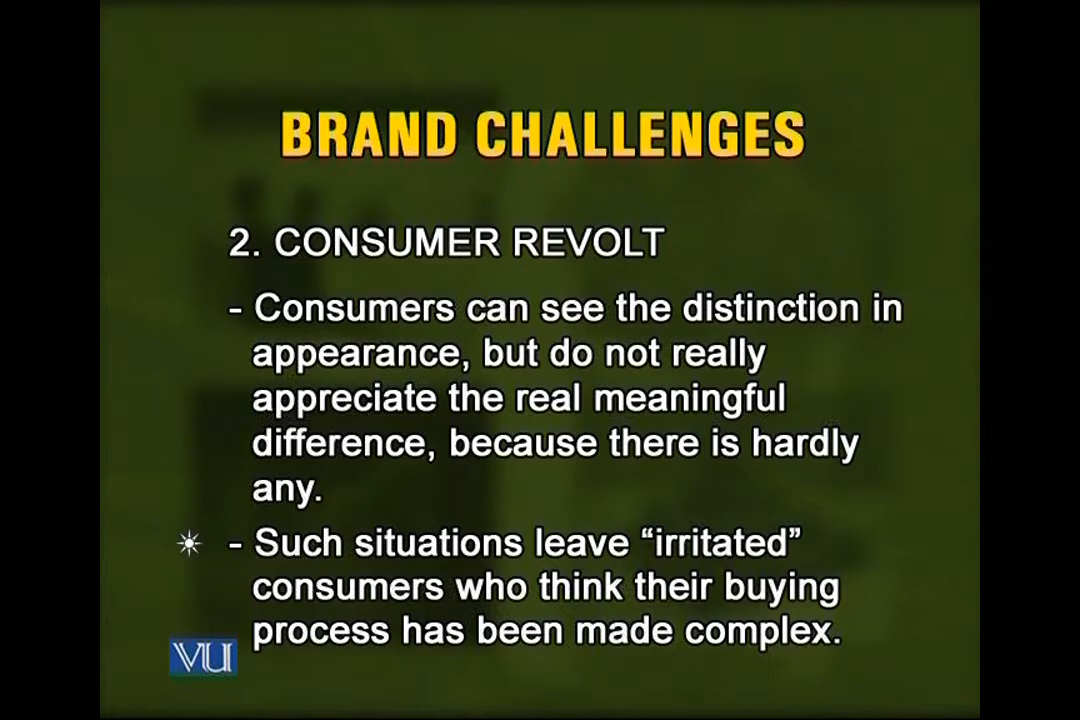 BRAND CHALLENGES
2. CONSUMER REVOLT
- Consumers can see the distinction in
appearance, but do not really
appreciate the real meaningful
difference, because there is hardly
any.
- Such situations leave “irritated”
consumers who think their buying
process has been made complex.
VU